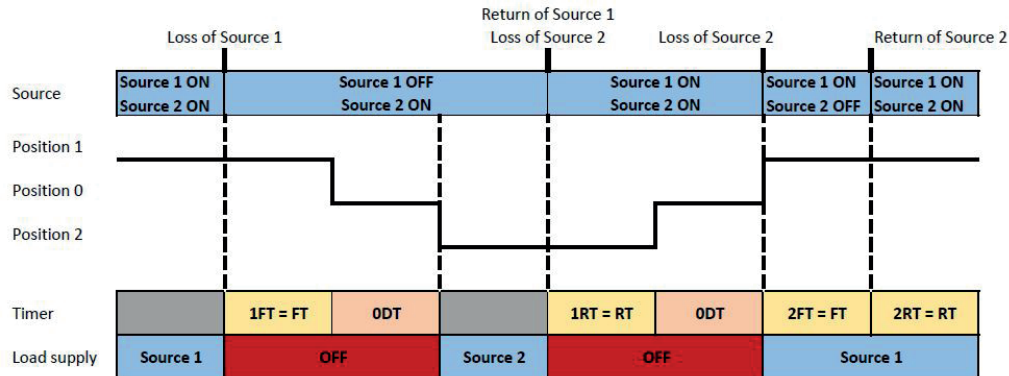 Return of Source 1
Loss of Source 1
Loss of Source 2
Loss of Source 2
Return of Source 2
Source
Source 1 ON
Source 2 ON
Source 1 OFF
Source 2 ON
Source 1 ON
Source 2 ON
Source 1 ON
Source 2 OFF
Source 1 ON
Source 2 ON
Position 1
Position 0
Position 2
Timer
1FT = FT
0DT
1RT = RT
0DT
2FT = FT
2RT = RT
Load supply
Source 1
OFF
Source 2
OFF
Source 1